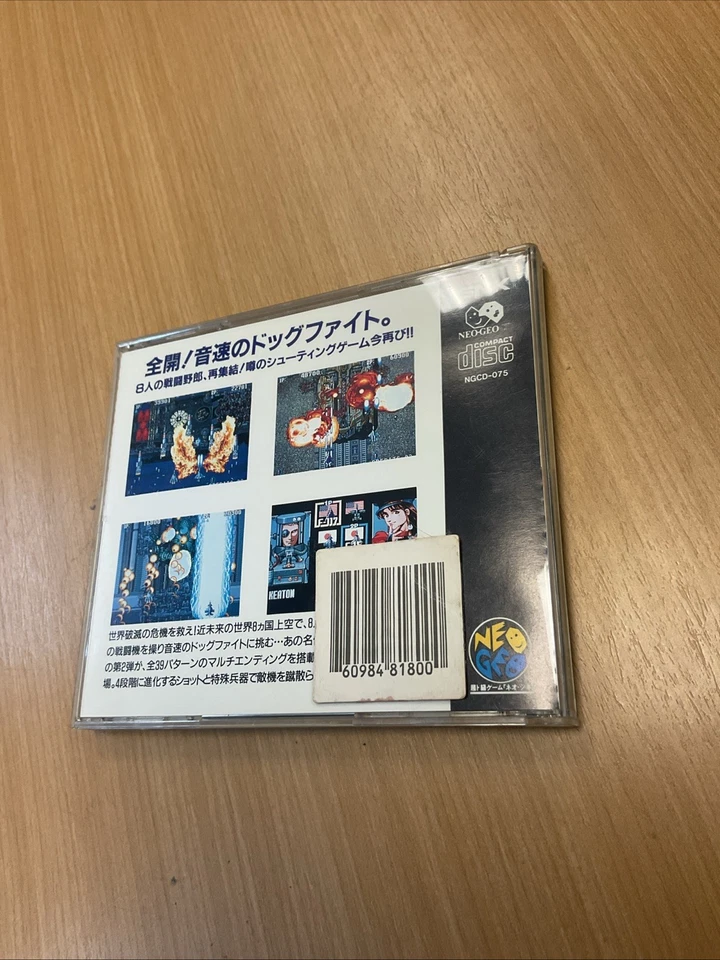 全開!音速のドッグファイト。
8人の戦闘野郎、再集結!噂のシューティングゲーム今再び!!
NEO•GEO
COMPACT
disc
NGCD-075
KEATON
世界破滅の危機を救え!近未来の世界8ヵ国上空で、8人
の戦闘機を操り音速のドッグファイトに挑む…あの名
の第2弾が、全39パターンのマルチエンディングを搭載
場。4段階に進化するショットと特殊兵器で敵機を蹴散ら
60984 81800
NEO
GEO